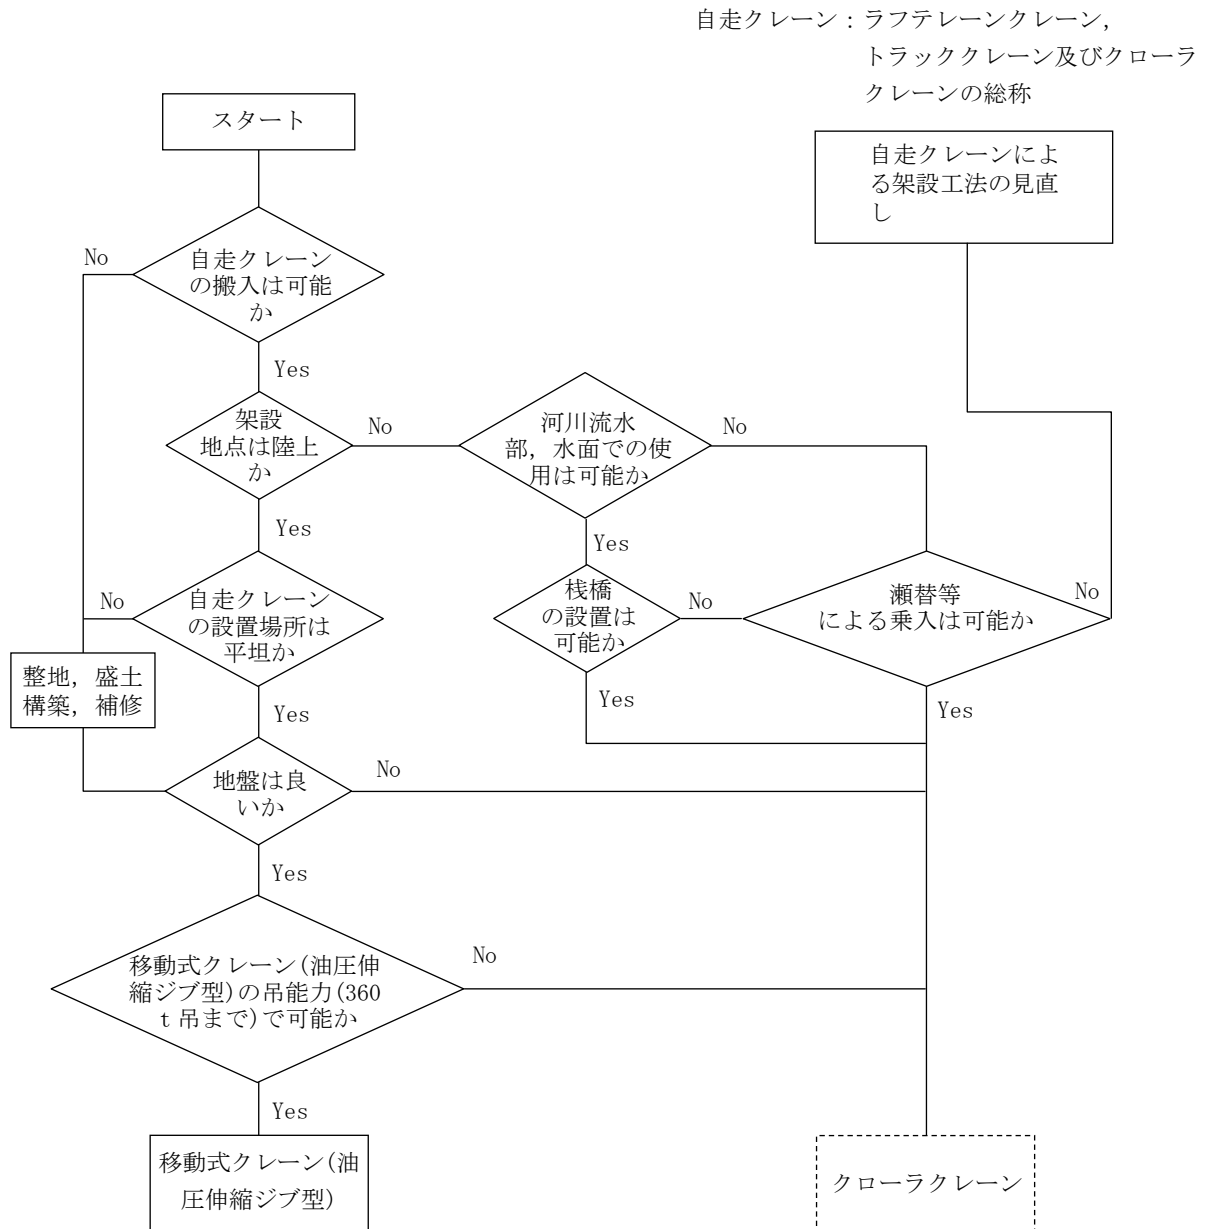 自走クレーン：ラフテレーンクレーン，
トラッククレーン及びクローラ
クレーンの総称
スタート
自走クレーンによ
る架設工法の見直
し
No
自走クレーン
の搬入は可能
か
Yes
架設
地点は陸上
か
No
河川流水
部，水面での使
用は可能か
No
Yes
Yes
No
自走クレーン
の設置場所は
平坦か
桟橋
の設置は
可能か
No
瀬替等
による乗入は可能か
No
整地，盛土
構築，補修
Yes
Yes
Yes
地盤は良
いか
No
Yes
移動式クレーン(油圧伸
縮ジブ型)の吊能力(360
t 吊まで)で可能か
No
Yes
移動式クレーン(油
圧伸縮ジブ型)
クローラクレーン